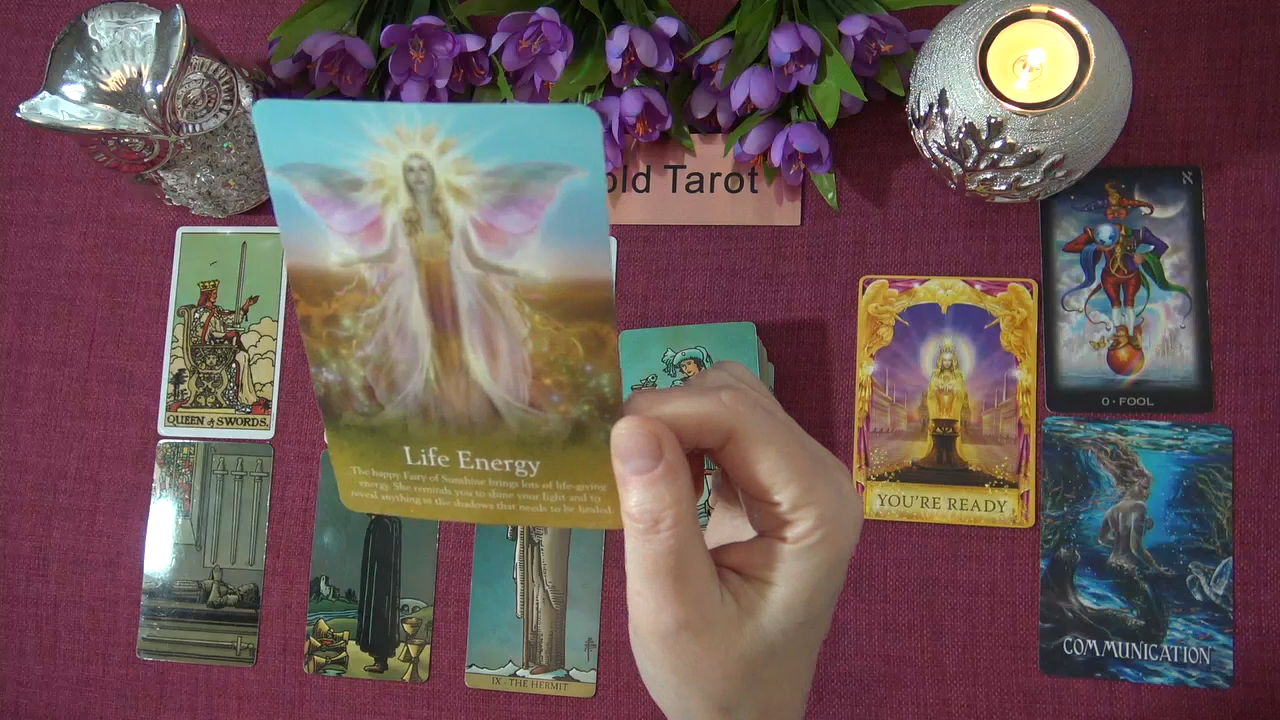 old Tarot
QUEEN of SWORDS.
0 • FOOL
Life Energy
The happy Fairy of Sunshine brings lots of life-giving
energy. She reminds you to shine your light and to
reveal anything in the shadows that needs to be healed.
YOU'RE READY
COMMUNICATION
IX • THE HERMIT